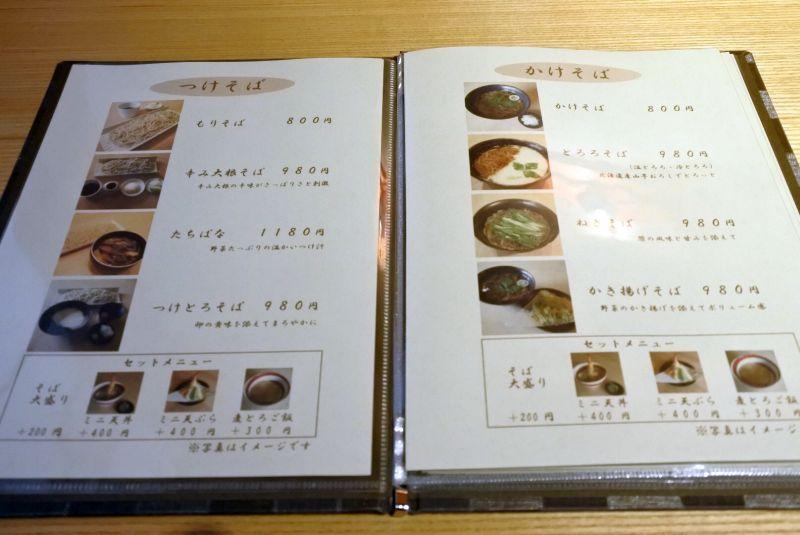 つけそば
もりそば 800円
辛み大根そば 980円
辛み大根の辛味がさっぱりさと刺激
たちばな 1180円
野菜たっぷりの温かいつけ汁
つけとろそば 980円
卵の黄味を添えてまろやかに
セットメニュー
そば
大盛り
ミニ天丼
ミニ天ぷら
麦とろご飯
+200円
+400円
+400円
+300円
※写真はイメージです
かけそば
かけそば 800円
とろろそば 980円
(温とろろ・冷とろろ)
北海道産山芋おろしでとろーと
ねぎそば 980円
葱の風味と甘みを添えて
かき揚げそば 980円
野菜のかき揚げを添えてボリューム感
セットメニュー
そば
大盛り
ミニ天丼
ミニ天ぷら
麦とろご飯
+200円
+400円
+400円
+300円
※写真はイメージ